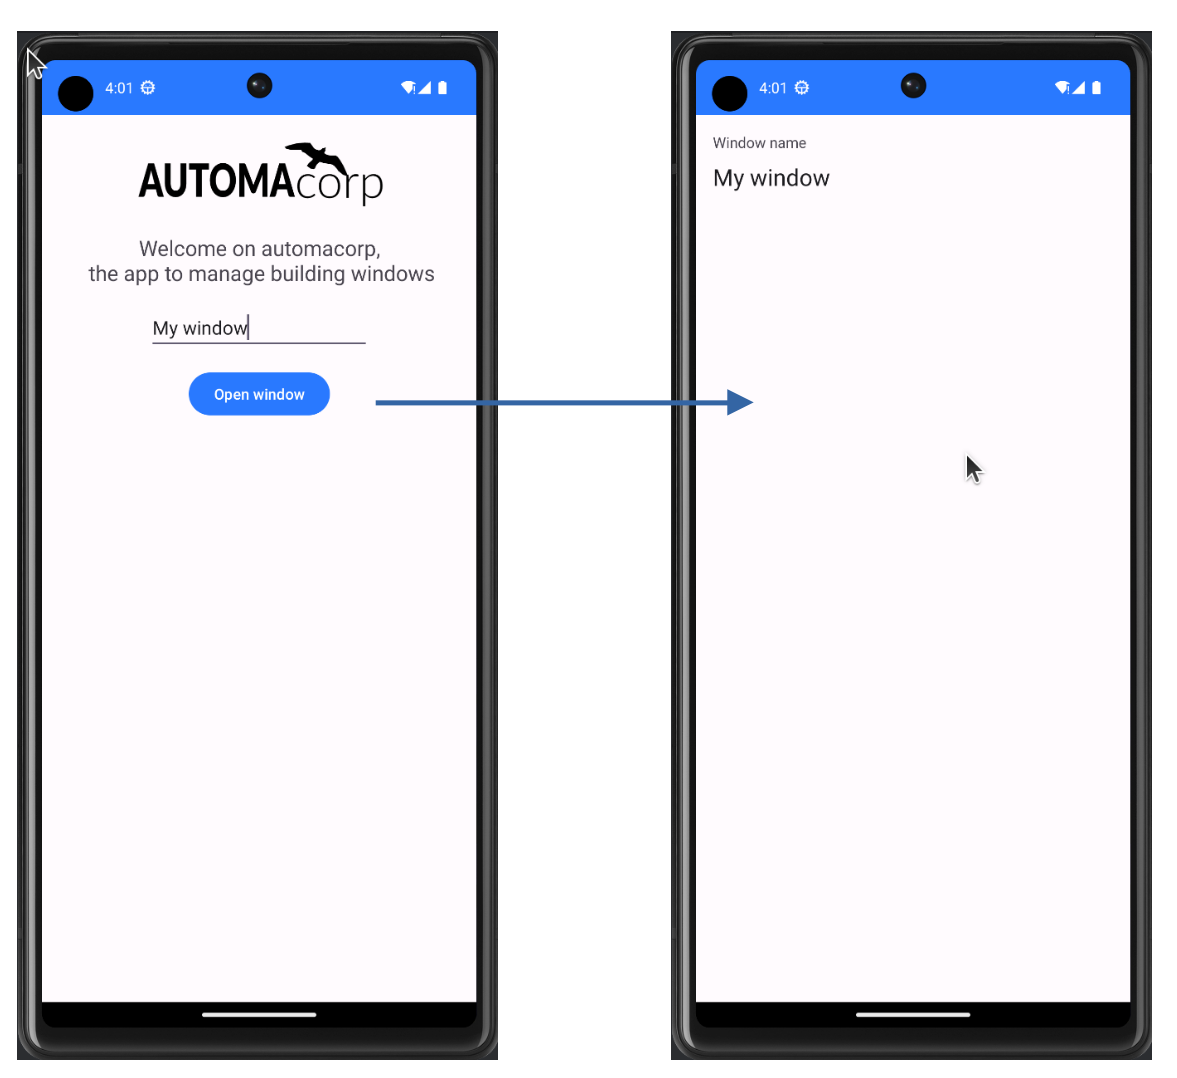 4:01
AUTOMAcorp
Welcome on automacorp,
the app to manage building windows
My window
Open window
4:01
Window name
My window